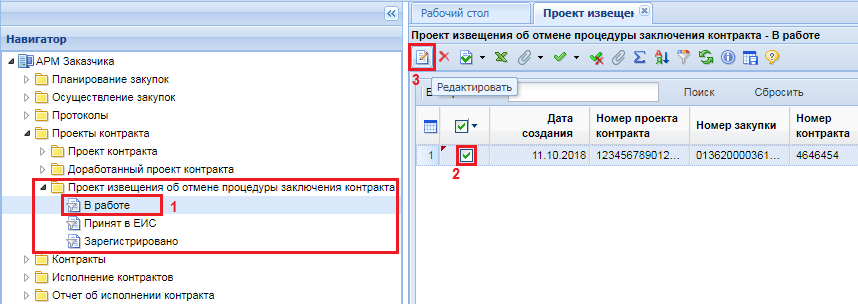 Навигатор
АРМ Заказчика
Планирование закупок
Осуществление закупок
Протоколы
Проекты контракта
Проект контракта
Доработанный проект контракта
Проект извещения об отмене процедуры заключения контракта
В работе
1
Принят в ЕИС
Зарегистрировано
Контракты
Исполнение контрактов
Отчет об исполнении контракта
Рабочий стол
Проект извещен
Проект извещения об отмене процедуры заключения контракта - В работе
3
Редактировать
Поиск
Сбросить
Дата создания
Номер проекта контракта
Номер закупки
Номер контракта
1
11.10.2018
123456789012...
013620000361...
4646454
2